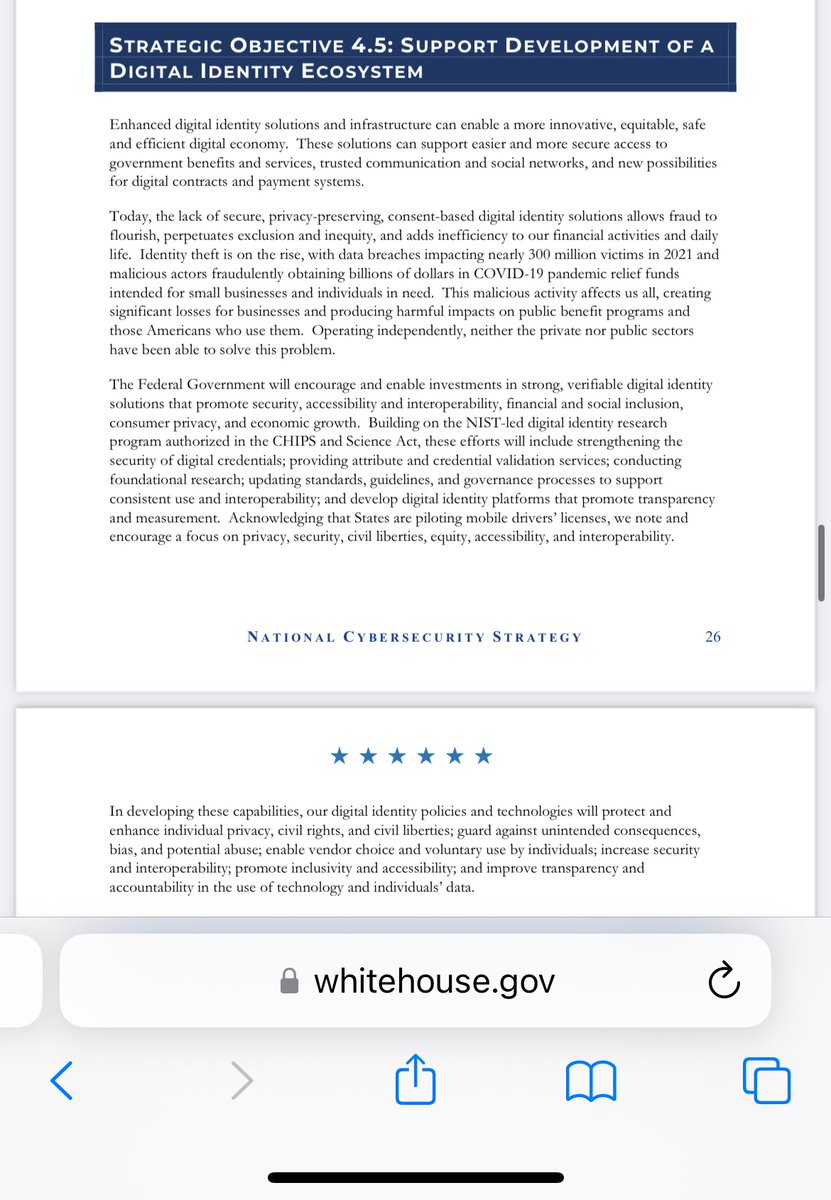 STRATEGIC OBJECTIVE 4.5: SUPPORT DEVELOPMENT OF A
DIGITAL IDENTITY ECOSYSTEM
Enhanced digital identity solutions and infrastructure can enable a more innovative, equitable, safe
and efficient digital economy.  These solutions can support easier and more secure access to
government benefits and services, trusted communication and social networks, and new possibilities
for digital contracts and payment systems.
Today, the lack of secure, privacy-preserving, consent-based digital identity solutions allows fraud to
flourish, perpetuates exclusion and inequity, and adds inefficiency to our financial activities and daily
life.  Identity theft is on the rise, with data breaches impacting nearly 300 million victims in 2021 and
malicious actors fraudulently obtaining billions of dollars in COVID-19 pandemic relief funds
intended for small businesses and individuals in need.  This malicious activity affects us all, creating
significant losses for businesses and producing harmful impacts on public benefit programs and
those Americans who use them.  Operating independently, neither the private nor public sectors
have been able to solve this problem.
The Federal Government will encourage and enable investments in strong, verifiable digital identity
solutions that promote security, accessibility and interoperability, financial and social inclusion,
consumer privacy, and economic growth.  Building on the NIST-led digital identity research
program authorized in the CHIPS and Science Act, these efforts will include strengthening the
security of digital credentials; providing attribute and credential validation services; conducting
foundational research; updating standards, guidelines, and governance processes to support
consistent use and interoperability; and develop digital identity platforms that promote transparency
and measurement.  Acknowledging that States are piloting mobile drivers’ licenses, we note and
encourage a focus on privacy, security, civil liberties, equity, accessibility, and interoperability.
NATIONAL CYBERSECURITY STRATEGY 26
In developing these capabilities, our digital identity policies and technologies will protect and
enhance individual privacy, civil rights, and civil liberties; guard against unintended consequences,
bias, and potential abuse; enable vendor choice and voluntary use by individuals; increase security
and interoperability; promote inclusivity and accessibility; and improve transparency and
accountability in the use of technology and individuals’ data.
whitehouse.gov